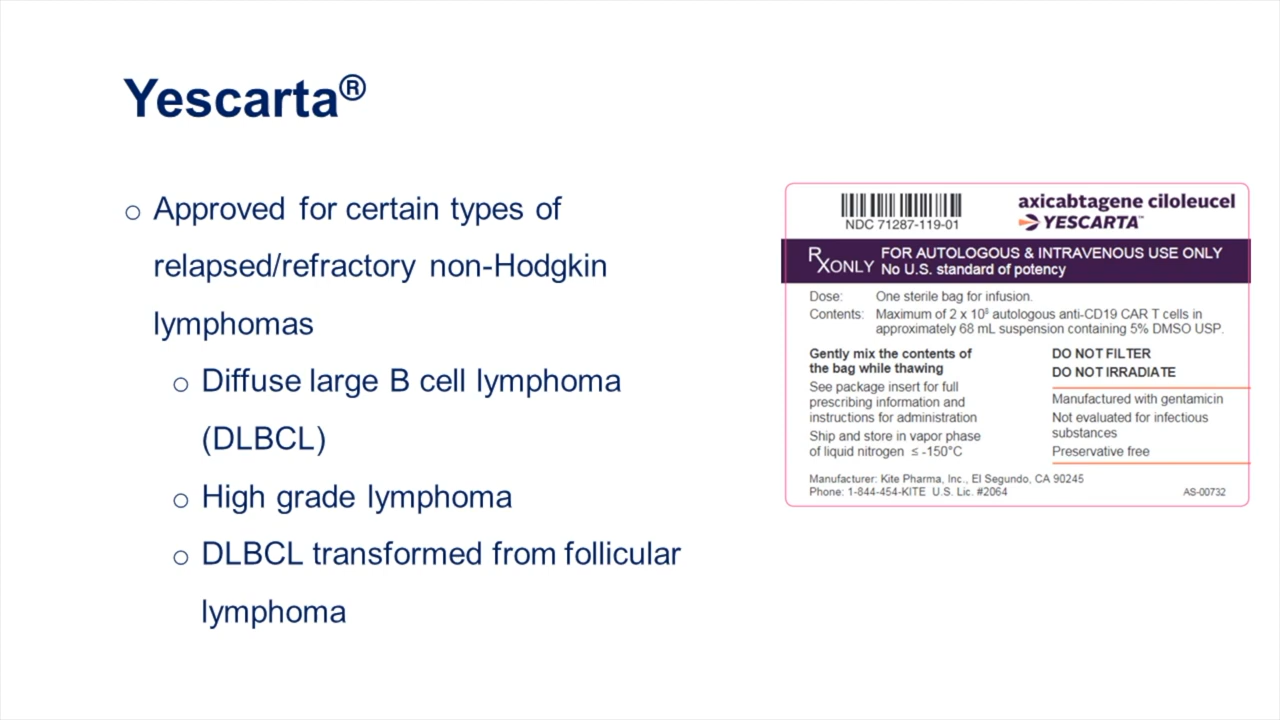 Yescarta®
○ Approved for certain types of
relapsed/refractory non-Hodgkin
lymphomas
○ Diffuse large B cell lymphoma
(DLBCL)
○ High grade lymphoma
○ DLBCL transformed from follicular
lymphoma
NDC 71287-119-01
axicabtagene ciloleucel
YESCARTA™
RX ONLY
FOR AUTOLOGOUS & INTRAVENOUS USE ONLY
No U.S. standard of potency
Dose: One sterile bag for infusion.
Contents: Maximum of 2 x 10⁸ autologous anti-CD19 CAR T cells in
approximately 68 mL suspension containing 5% DMSO USP.
Gently mix the contents of
the bag while thawing
See package insert for full
prescribing information and
instructions for administration
Ship and store in vapor phase
of liquid nitrogen ≤ -150°C
DO NOT FILTER
DO NOT IRRADIATE
Manufactured with gentamicin
Not evaluated for infectious
substances
Preservative free
Manufacturer: Kite Pharma, Inc., El Segundo, CA 90245
Phone: 1-844-454-KITE U.S. Lic. #2064
AS-00732